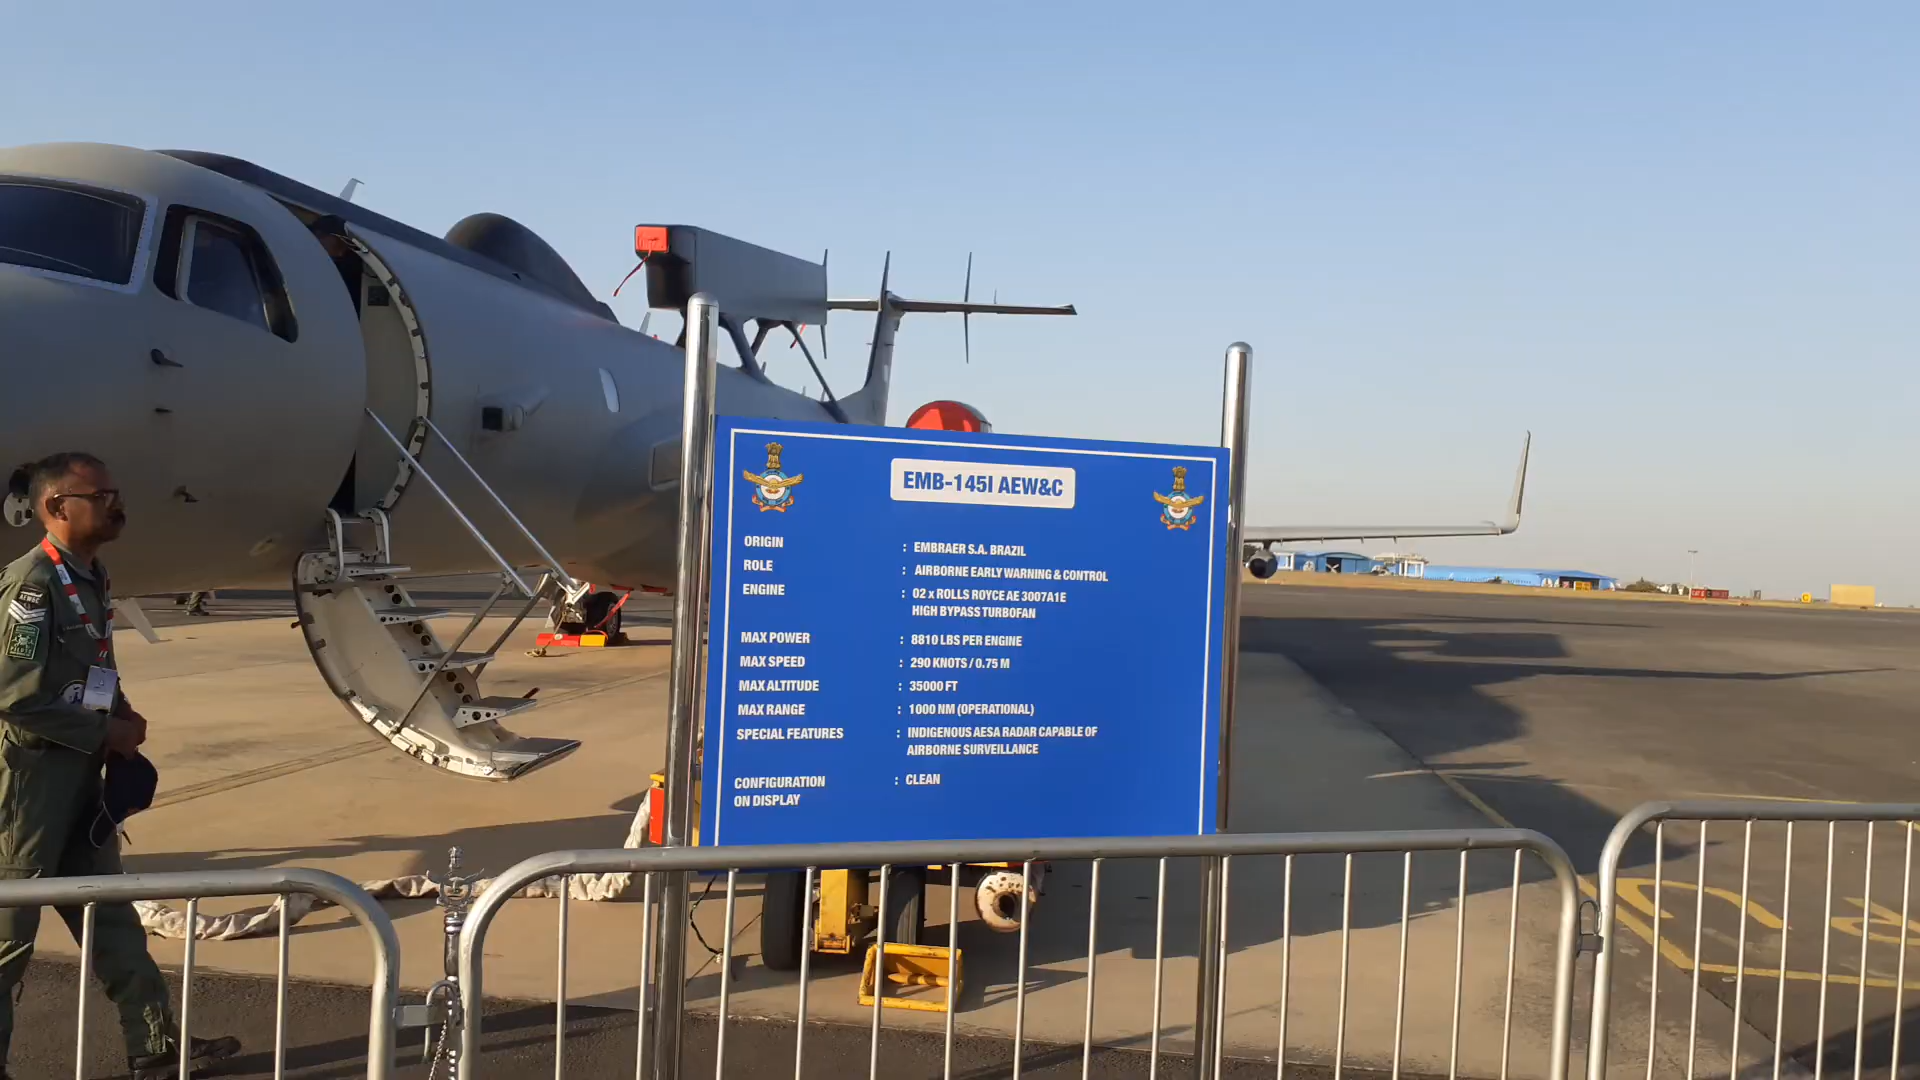 EMB-145I AEW&C
ORIGIN : EMBRAER S.A. BRAZIL
ROLE : AIRBORNE EARLY WARNING & CONTROL
ENGINE : 02 x ROLLS ROYCE AE 3007A1E
HIGH BYPASS TURBOFAN
MAX POWER : 8810 LBS PER ENGINE
MAX SPEED : 290 KNOTS / 0.75 M
MAX ALTITUDE : 35000 FT
MAX RANGE : 1000 NM (OPERATIONAL)
SPECIAL FEATURES : INDIGENOUS AESA RADAR CAPABLE OF
AIRBORNE SURVEILLANCE
CONFIGURATION : CLEAN
ON DISPLAY
AEW&C